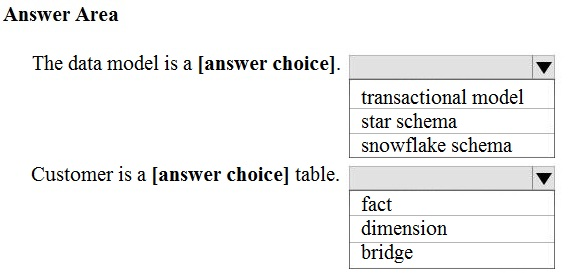 Answer Area
The data model is a [answer choice].
transactional model
star schema
snowflake schema
Customer is a [answer choice] table.
fact
dimension
bridge